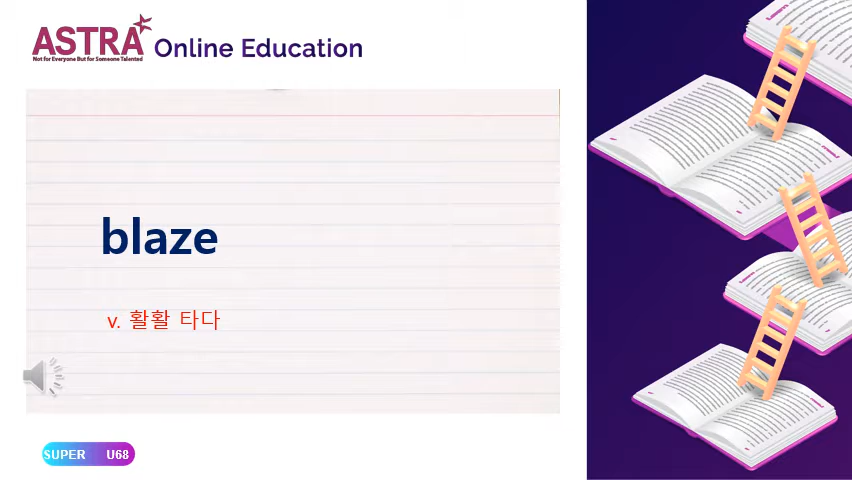 ASTRA Online Education
Not for Everyone But for Someone Talented
blaze
v. 활활 타다
SUPER U68